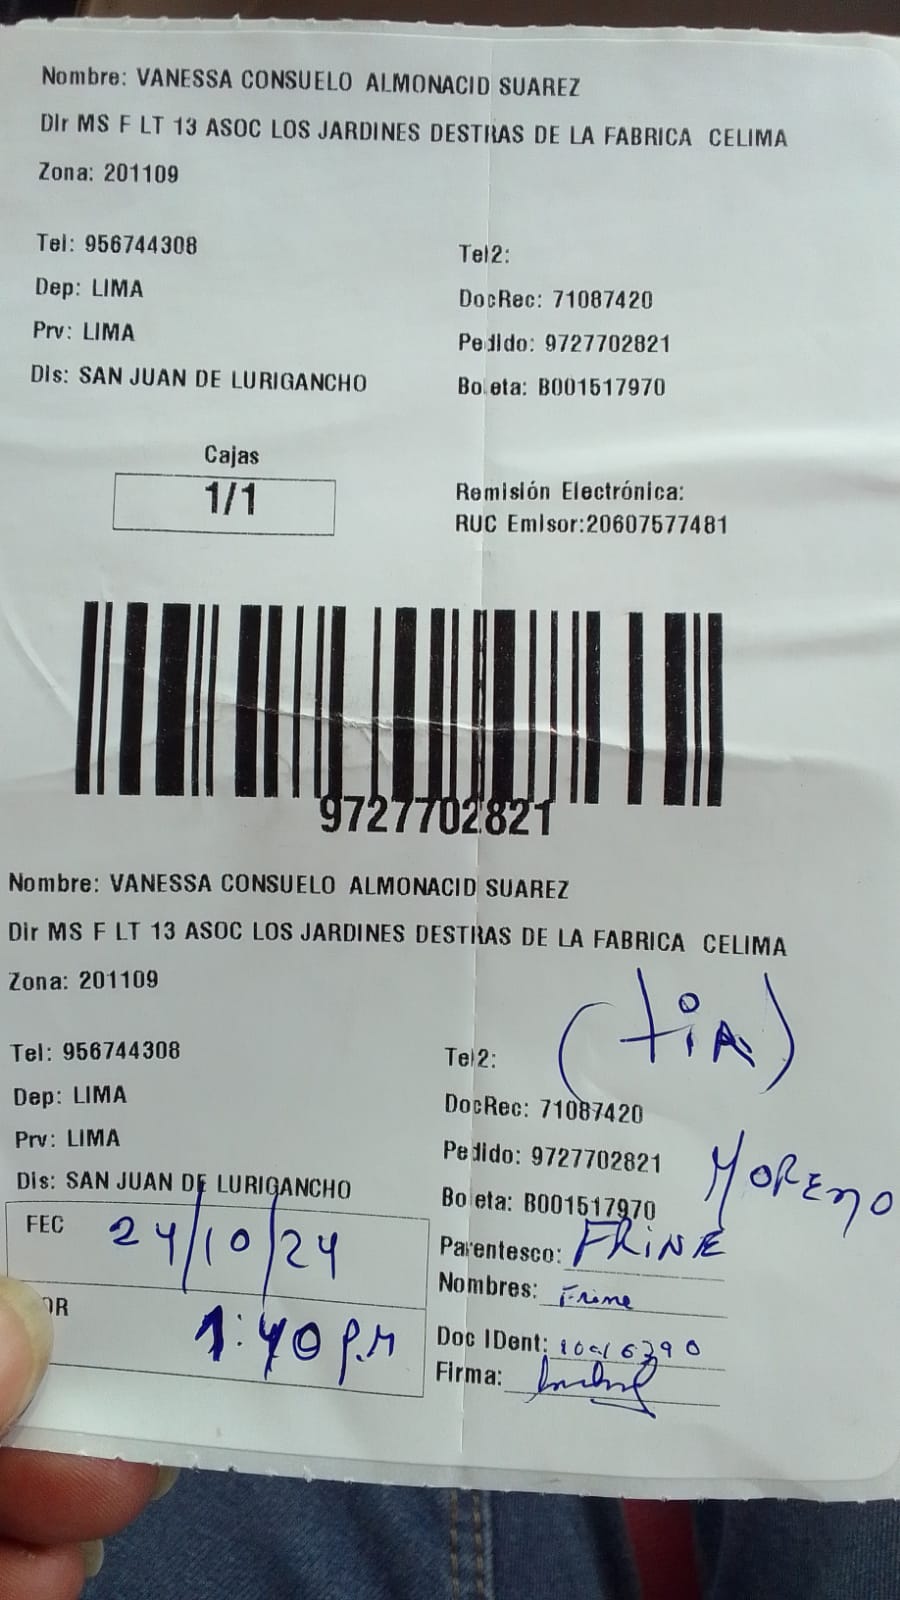 Nombre: VANESSA CONSUELO ALMONACID SUAREZ
DIr MS F LT 13 ASOC LOS JARDINES DESTRAS DE LA FABRICA CELIMA
Zona: 201109
Tel: 956744308
Tel2:
Dep: LIMA
DocRec: 71087420
Prv: LIMA
Pedido: 9727702821
Dis: SAN JUAN DE LURIGANCHO
Boleta: B001517970
Cajas
1/1
Remisión Electrónica:
RUC Emisor:20607577481
9727702821
Nombre: VANESSA CONSUELO ALMONACID SUAREZ
Dir MS F LT 13 ASOC LOS JARDINES DESTRAS DE LA FABRICA CELIMA
Zona: 201109
(tiA)
Tel: 956744308
Tel2:
Dep: LIMA
DocRec: 71087420
Prv: LIMA
Pedido: 9727702821
MORENO
Dis: SAN JUAN DE LURIGANCHO
Boleta: B001517970
FEC 24/10/24
Parentesco: FRINE
Nombres: Frine
OR 1:40 P.M
Doc IDent:
Firma: